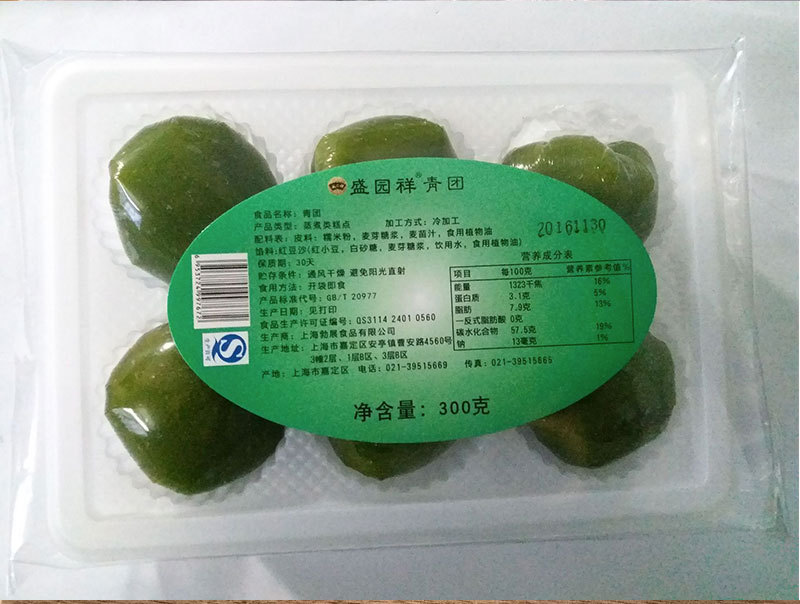 盛园祥®青团
食品名称：青团
产品类型：蒸煮类糕点 加工方式：冷加工
配料表：皮料：糯米粉，麦芽糖浆，麦苗汁，食用植物油
馅料:红豆沙(红小豆，白砂糖，麦芽糖浆，饮用水，食用植物油)
保质期：30天
贮存条件：通风干燥 避免阳光直射
食用方法：开袋即食
产品标准代号：GB/T 20977
生产日期：见打印
食品生产许可证编号：QS3114 2401 0560
生产商：上海勃展食品有限公司
生产地址：上海市嘉定区安亭镇曹安路4560号
3幢2层、1层B区、3层B区
产地：上海市嘉定区 电话：021-39515669 传真：021-39515665
20161130
营养成分表
项目 每100克 营养素参考值%
能量 1323千焦 16%
蛋白质 3.1克 5%
脂肪 7.9克 13%
—反式脂肪酸 0克
碳水化合物 57.5克 19%
钠 13毫克 1%
净含量：300克
QS
生产许可